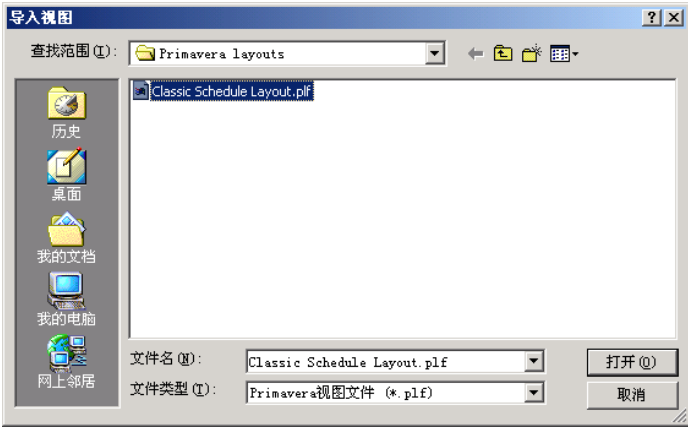 导入视图
查找范围(I):
Primavera layouts
Classic Schedule Layout.plf
历史
桌面
我的文档
我的电脑
网上邻居
文件名(N):
Classic Schedule Layout.plf
打开(O)
文件类型(T):
Primavera视图文件 (*.plf)
取消